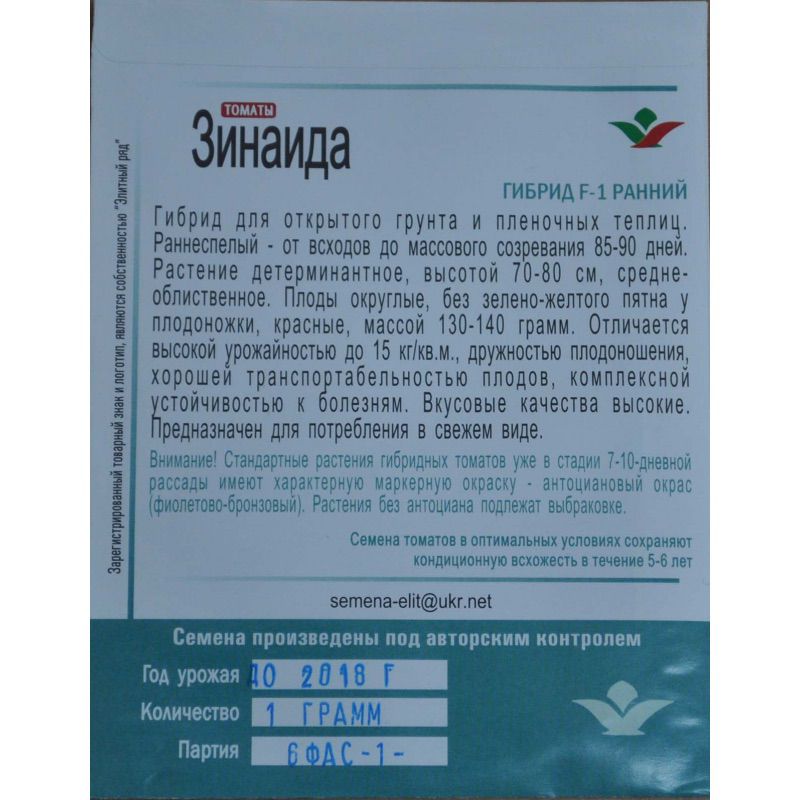 ТОМАТЫ
Зинаида
ГИБРИД F-1 РАННИЙ
Гибрид для открытого грунта и пленочных теплиц.
Раннеспелый - от всходов до массового созревания 85-90 дней.
Растение детерминантное, высотой 70-80 см, средне-
облиственное. Плоды округлые, без зелено-желтого пятна у
плодоножки, красные, массой 130-140 грамм. Отличается
высокой урожайностью до 15 кг/кв.м., дружностью плодоношения,
хорошей транспортабельностью плодов, комплексной
устойчивостью к болезням. Вкусовые качества высокие.
Предназначен для потребления в свежем виде.
Внимание! Стандартные растения гибридных томатов уже в стадии 7-10-дневной
рассады имеют характерную маркерную окраску - антоциановый окрас
(фиолетово-бронзовый). Растения без антоциана подлежат выбраковке.
Семена томатов в оптимальных условиях сохраняют
кондиционную всхожесть в течение 5-6 лет
semena-elit@ukr.net
Зарегистрированный товарный знак и логотип, являются собственностью "Элитный ряд"
Семена произведены под авторским контролем
Год урожая ДО 2018 Г
Количество 1 ГРАММ
Партия 6ФАС-1-